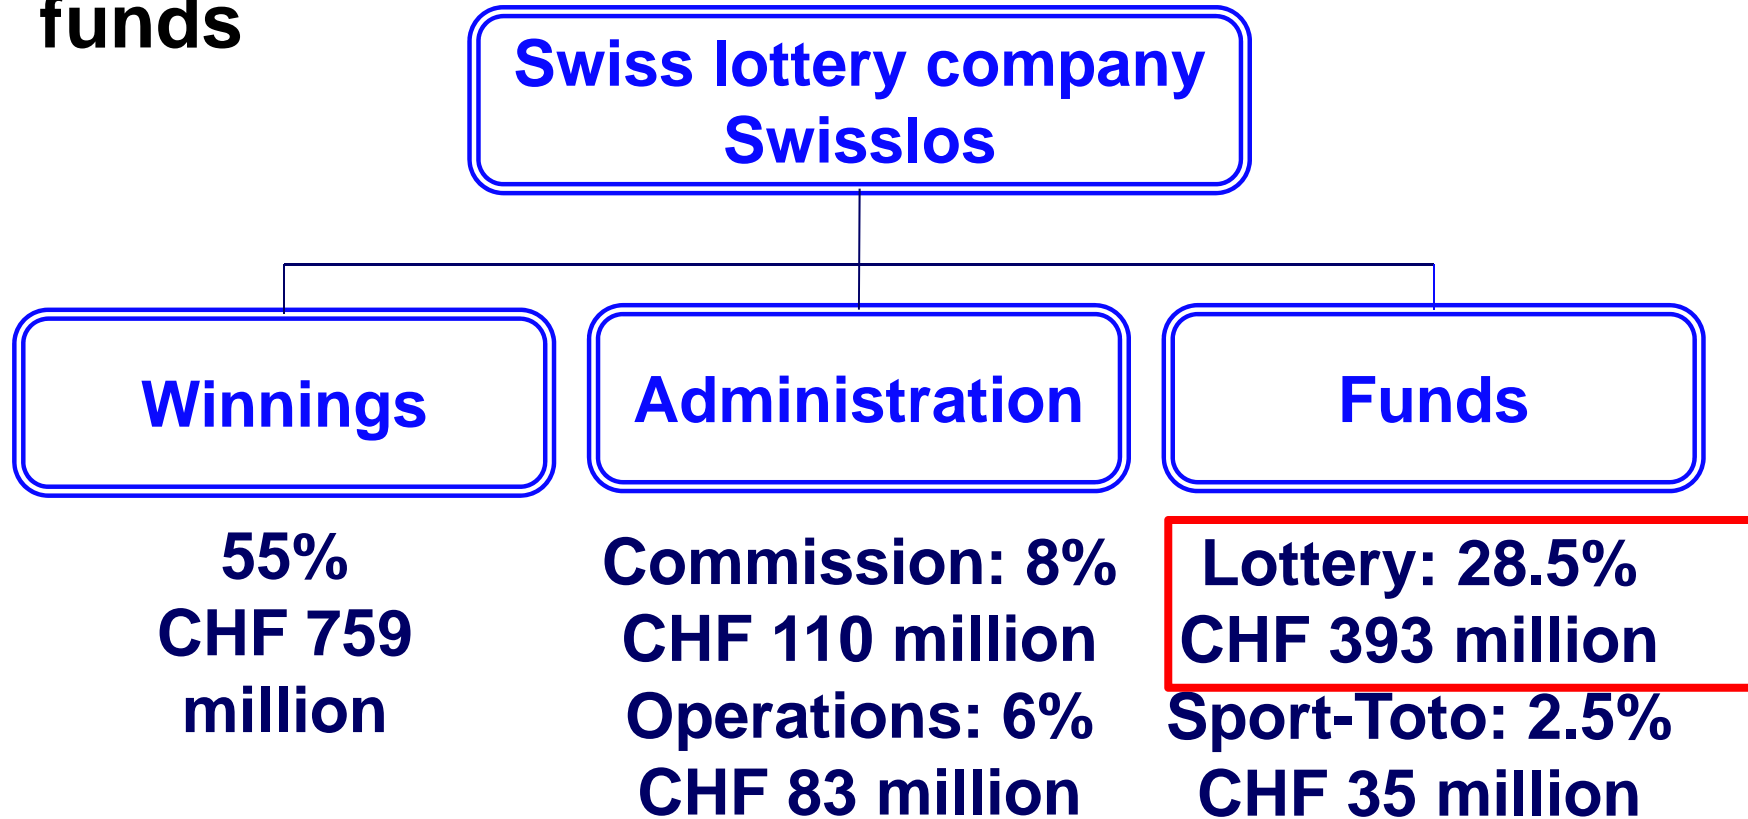 funds
Swiss lottery company
Swisslos
Winnings
Administration
Funds
55%
CHF 759
million
Commission: 8%
CHF 110 million
Operations: 6%
CHF 83 million
Lottery: 28.5%
CHF 393 million
Sport-Toto: 2.5%
CHF 35 million